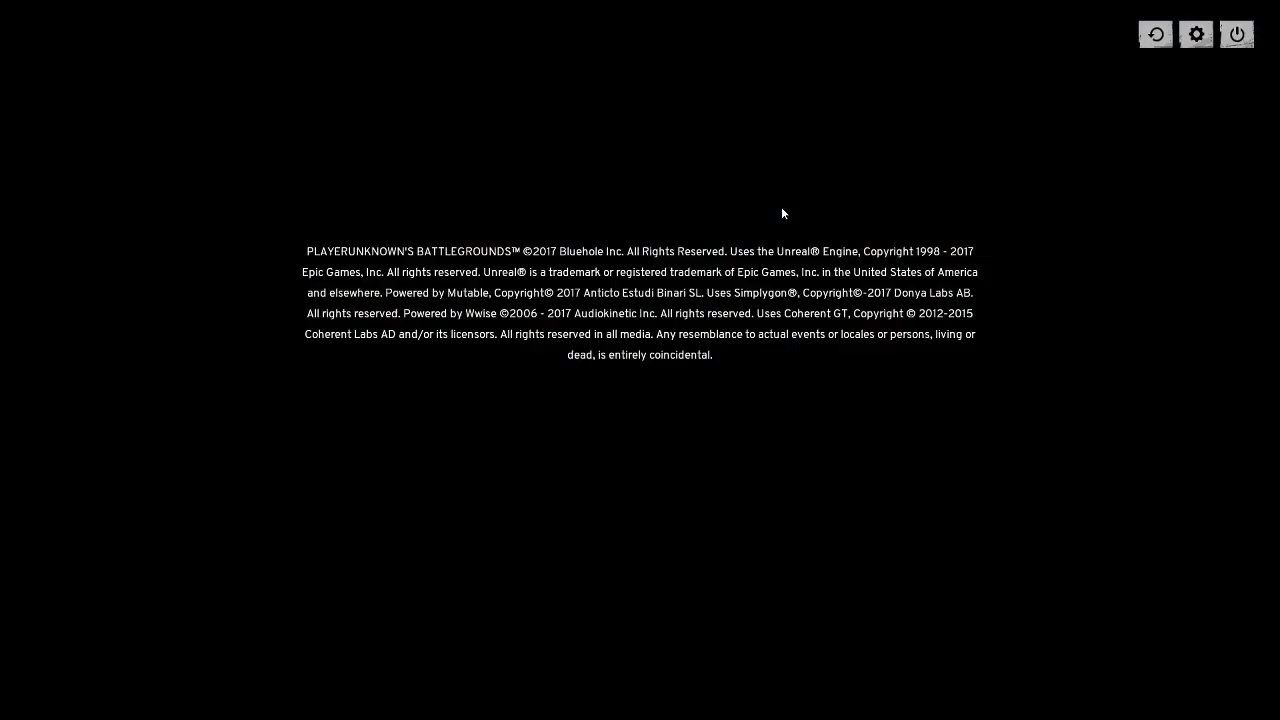 PLAYERUNKNOWN'S BATTLEGROUNDS™ ©2017 Bluehole Inc. All Rights Reserved. Uses the Unreal® Engine, Copyright 1998 - 2017
Epic Games, Inc. All rights reserved. Unreal® is a trademark or registered trademark of Epic Games, Inc. in the United States of America
and elsewhere. Powered by Mutable, Copyright© 2017 Anticto Estudi Binari SL. Uses Simplygon®, Copyright©-2017 Donya Labs AB.
All rights reserved. Powered by Wwise ©2006 - 2017 Audiokinetic Inc. All rights reserved. Uses Coherent GT, Copyright © 2012-2015
Coherent Labs AD and/or its licensors. All rights reserved in all media. Any resemblance to actual events or locales or persons, living or
dead, is entirely coincidental.